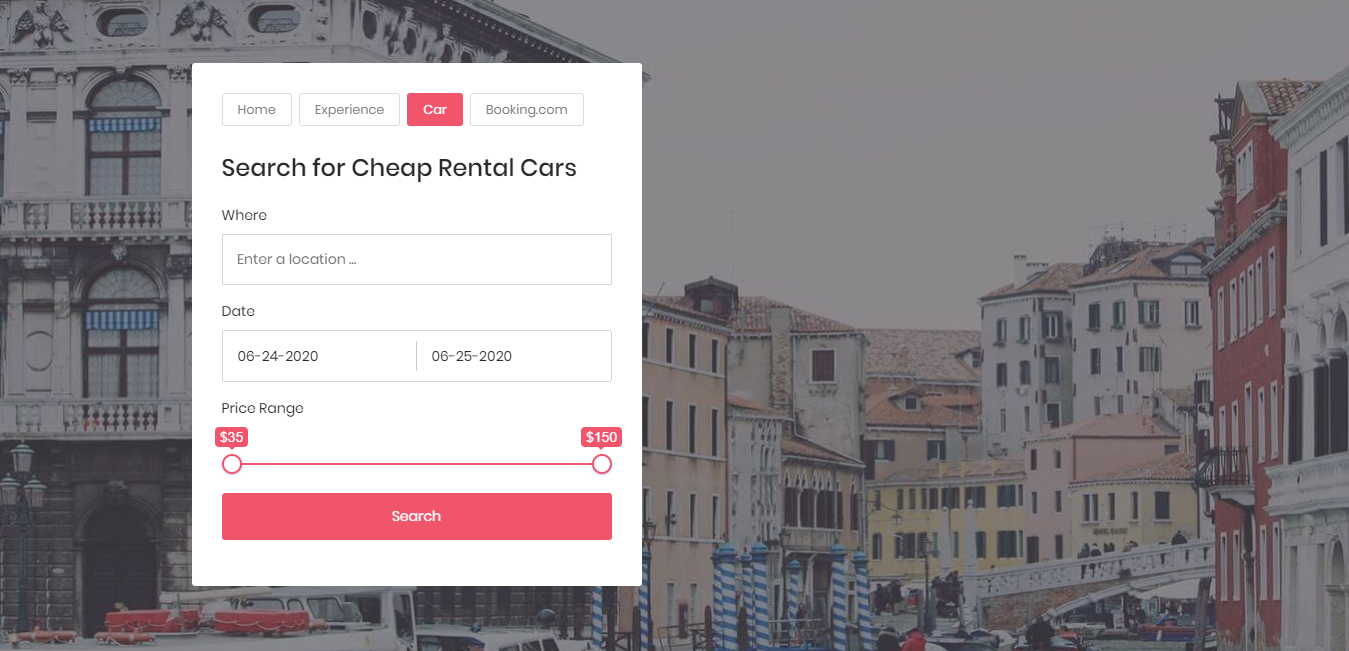 Home Experience Car Booking.com
Search for Cheap Rental Cars
Where
Enter a location ...
Date
06-24-2020 06-25-2020
Price Range
$35 $150
Search